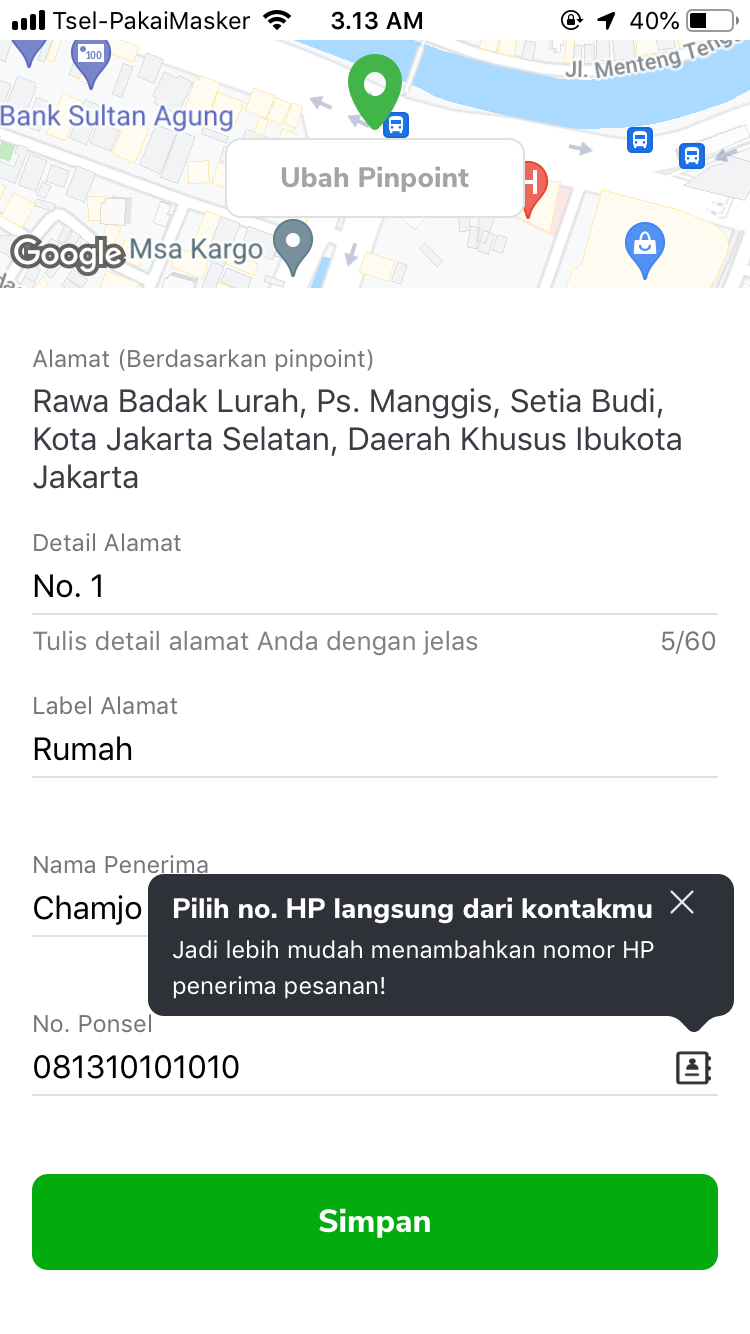 Tsel-PakaiMasker 3.13 AM 40%
100
Jl. Menteng
Bank Sultan Agung
Ubah Pinpoint
H
Google Msa Kargo
Alamat (Berdasarkan pinpoint)
Rawa Badak Lurah, Ps. Manggis, Setia Budi,
Kota Jakarta Selatan, Daerah Khusus Ibukota
Jakarta
Detail Alamat
No. 1
Tulis detail alamat Anda dengan jelas 5/60
Label Alamat
Rumah
Nama Penerima
Chamjo
Pilih no. HP langsung dari kontakmu
Jadi lebih mudah menambahkan nomor HP
penerima pesanan!
No. Ponsel
081310101010
Simpan